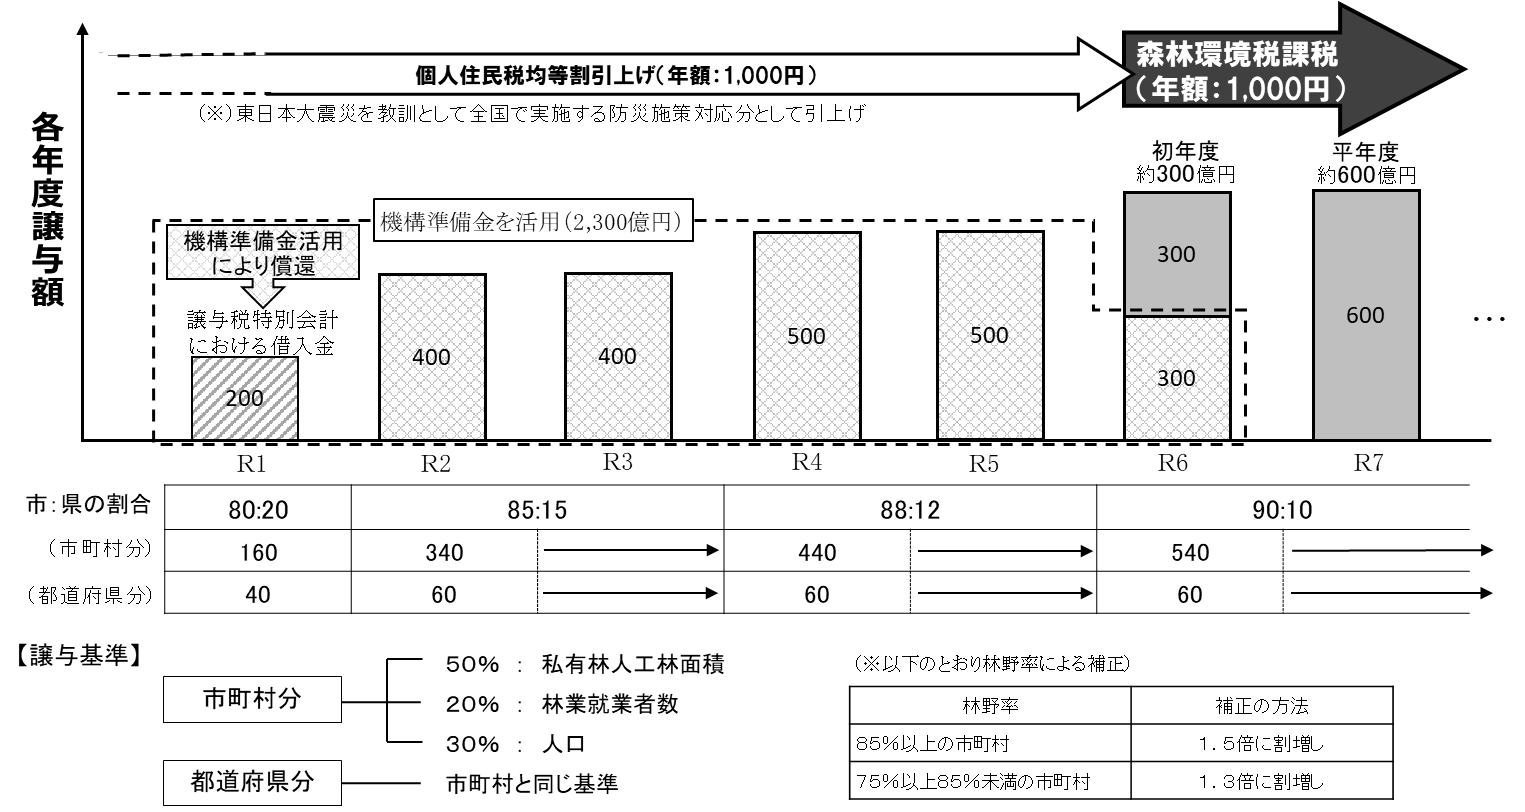 個人住民税均等割引上げ（年額：1,000円）
森林環境税課税
（年額：1,000円）
（※）東日本大震災を教訓として全国で実施する防災施策対応分として引上げ
各年度譲与額
初年度
約300億円
平年度
約600億円
機構準備金を活用（2,300億円）
機構準備金活用
により償還
譲与税特別会計
における借入金
200
400
400
500
500
300
300
600
…
R1
R2
R3
R4
R5
R6
R7
市：県の割合
80:20
85:15
88:12
90:10
（市町村分）
160
340
440
540
（都道府県分）
40
60
60
60
【譲与基準】
市町村分
50％ ： 私有林人工林面積
20％ ： 林業就業者数
30％ ： 人口
都道府県分
市町村と同じ基準
（※以下のとおり林野率による補正）
林野率 補正の方法
85％以上の市町村 １．５倍に割増し
75％以上85％未満の市町村 １．３倍に割増し